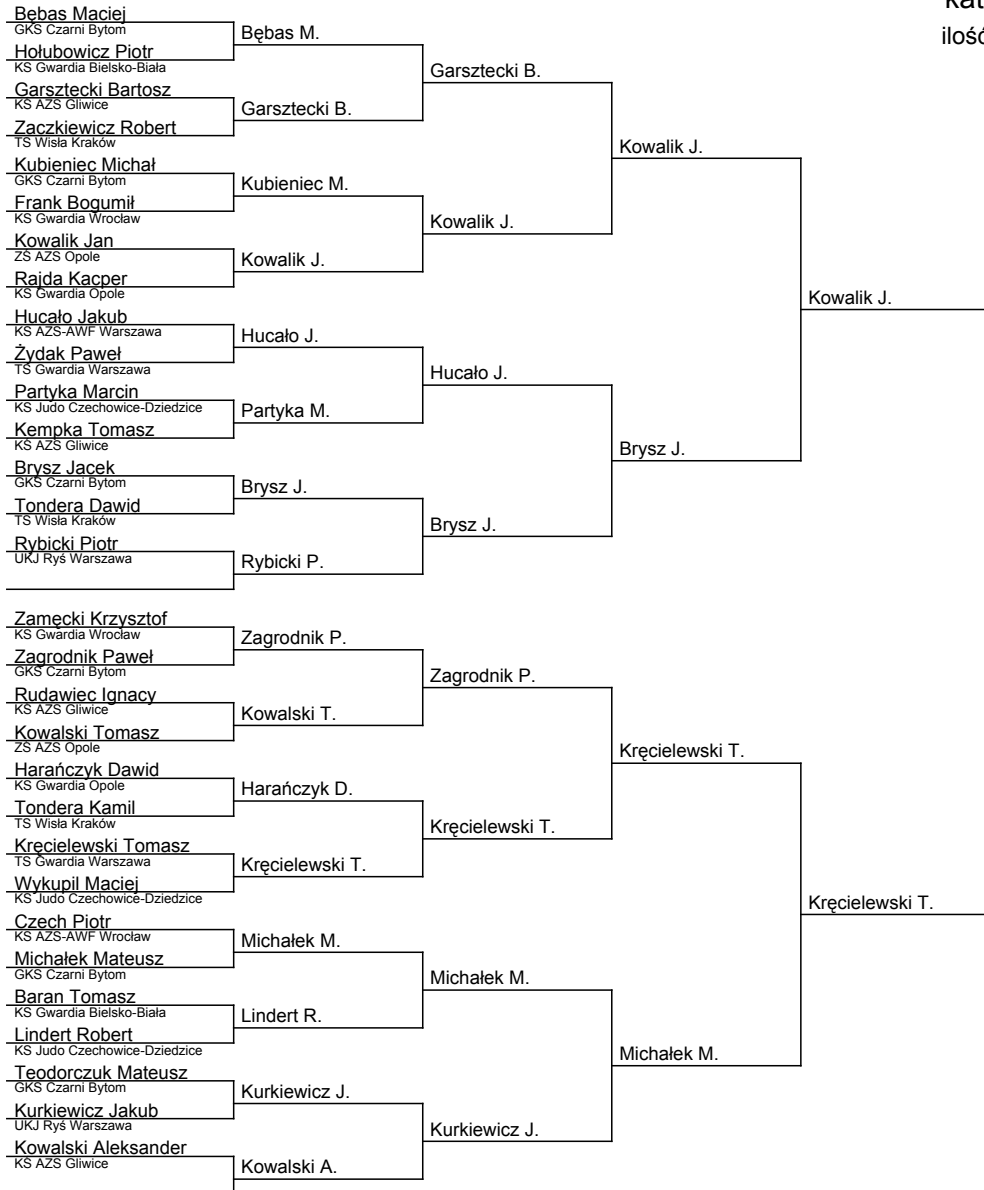 kat
ilość
Bębas Maciej
GKS Czarni Bytom
Hołubowicz Piotr
KS Gwardia Bielsko-Biała
Garsztecki Bartosz
KS AZS Gliwice
Zaczkiewicz Robert
TS Wisła Kraków
Kubieniec Michał
GKS Czarni Bytom
Frank Bogumił
KS Gwardia Wrocław
Kowalik Jan
ZŚ AZS Opole
Rajda Kacper
KS Gwardia Opole
Hucało Jakub
KS AZS-AWF Warszawa
Żydak Paweł
TS Gwardia Warszawa
Partyka Marcin
KS Judo Czechowice-Dziedzice
Kempka Tomasz
KS AZS Gliwice
Brysz Jacek
GKS Czarni Bytom
Tondera Dawid
TS Wisła Kraków
Rybicki Piotr
UKJ Ryś Warszawa
Bębas M.
Garsztecki B.
Kubieniec M.
Kowalik J.
Hucało J.
Partyka M.
Brysz J.
Rybicki P.
Garsztecki B.
Kowalik J.
Hucało J.
Brysz J.
Kowalik J.
Brysz J.
Kowalik J.
Zamęcki Krzysztof
KS Gwardia Wrocław
Zagrodnik Paweł
GKS Czarni Bytom
Rudawiec Ignacy
KS AZS Gliwice
Kowalski Tomasz
ZŚ AZS Opole
Harańczyk Dawid
KS Gwardia Opole
Tondera Kamil
TS Wisła Kraków
Kręcielewski Tomasz
TS Gwardia Warszawa
Wykupil Maciej
KS Judo Czechowice-Dziedzice
Czech Piotr
KS AZS-AWF Wrocław
Michałek Mateusz
GKS Czarni Bytom
Baran Tomasz
KS Gwardia Bielsko-Biała
Lindert Robert
KS Judo Czechowice-Dziedzice
Teodorczuk Mateusz
GKS Czarni Bytom
Kurkiewicz Jakub
UKJ Ryś Warszawa
Kowalski Aleksander
KS AZS Gliwice
Zagrodnik P.
Kowalski T.
Harańczyk D.
Kręcielewski T.
Michałek M.
Lindert R.
Kurkiewicz J.
Kowalski A.
Zagrodnik P.
Kręcielewski T.
Michałek M.
Kurkiewicz J.
Kręcielewski T.
Michałek M.
Kręcielewski T.